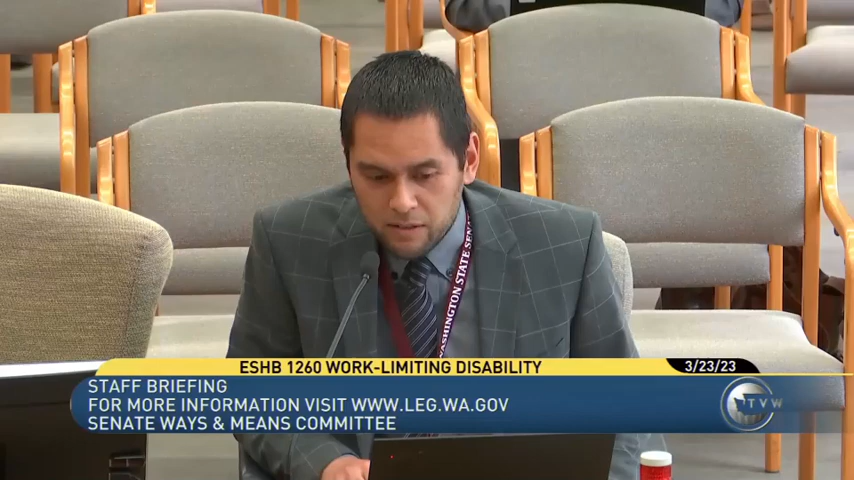 WASHINGTON STATE SEN
ESHB 1260 WORK-LIMITING DISABILITY
3/23/23
STAFF BRIEFING
FOR MORE INFORMATION VISIT WWW.LEG.WA.GOV
SENATE WAYS & MEANS COMMITTEE
TVW